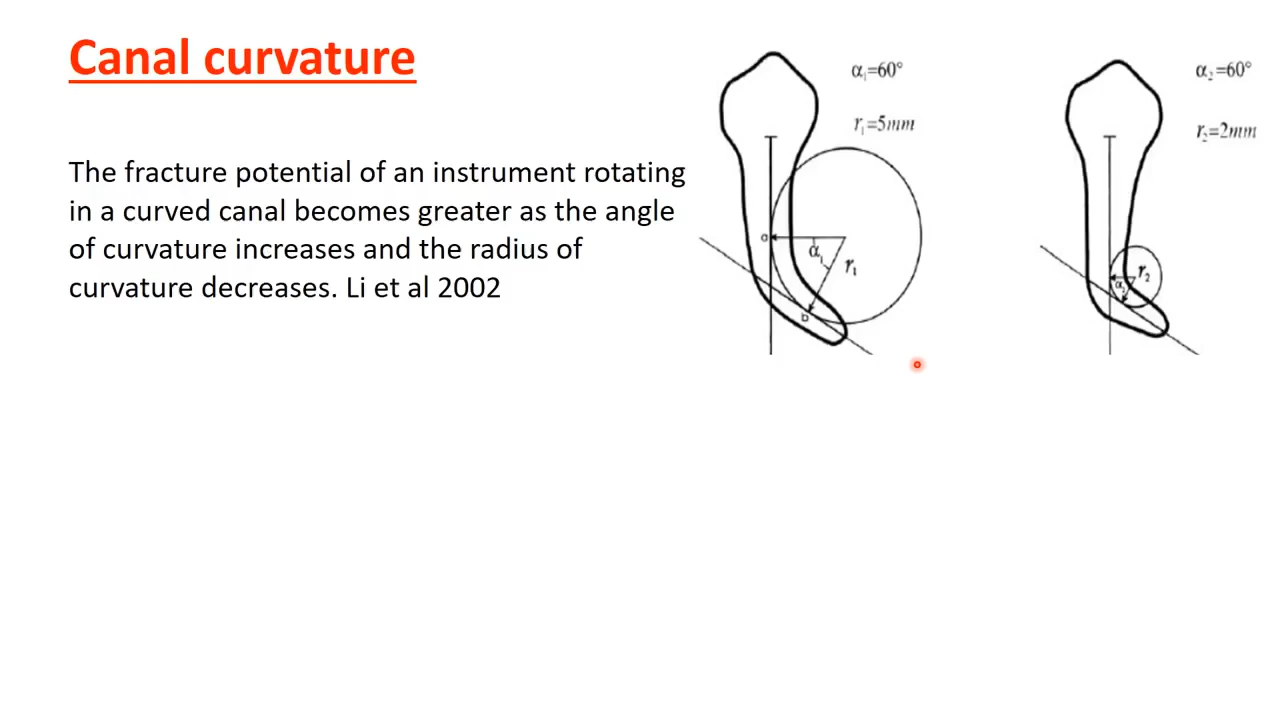 Canal curvature
The fracture potential of an instrument rotating
in a curved canal becomes greater as the angle
of curvature increases and the radius of
curvature decreases. Li et al 2002
α₁=60°
r₁=5mm
a
α₁
r₁
b
α₂=60°
r₂=2mm
r₂
α₂